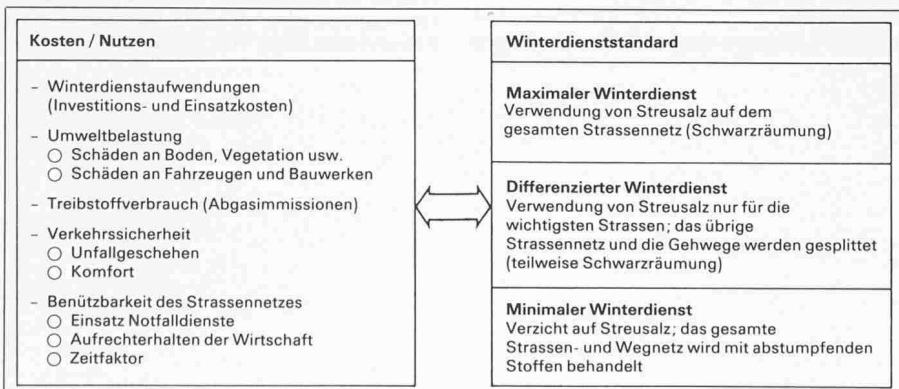 Kosten / Nutzen
– Winterdienstaufwendungen
(Investitions- und Einsatzkosten)
– Umweltbelastung
○ Schäden an Boden, Vegetation usw.
○ Schäden an Fahrzeugen und Bauwerken
– Treibstoffverbrauch (Abgasimmissionen)
– Verkehrssicherheit
○ Unfallgeschehen
○ Komfort
– Benützbarkeit des Strassennetzes
○ Einsatz Notfalldienste
○ Aufrechterhalten der Wirtschaft
○ Zeitfaktor
Winterdienststandard
Maximaler Winterdienst
Verwendung von Streusalz auf dem
gesamten Strassennetz (Schwarzräumung)
Differenzierter Winterdienst
Verwendung von Streusalz nur für die
wichtigsten Strassen; das übrige
Strassennetz und die Gehwege werden gesplittet
(teilweise Schwarzräumung)
Minimaler Winterdienst
Verzicht auf Streusalz; das gesamte
Strassen- und Wegnetz wird mit abstumpfenden
Stoffen behandelt